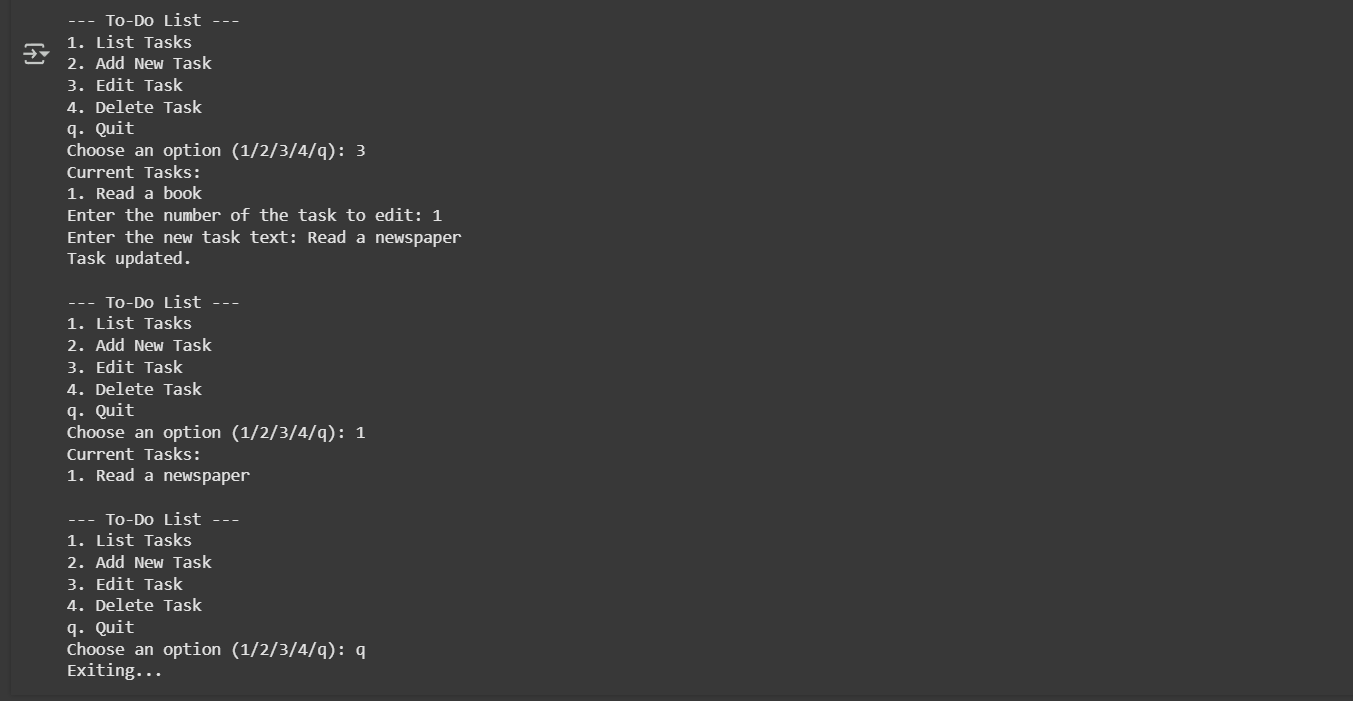 --- To-Do List ---
1. List Tasks
2. Add New Task
3. Edit Task
4. Delete Task
q. Quit
Choose an option (1/2/3/4/q): 3
Current Tasks:
1. Read a book
Enter the number of the task to edit: 1
Enter the new task text: Read a newspaper
Task updated.

--- To-Do List ---
1. List Tasks
2. Add New Task
3. Edit Task
4. Delete Task
q. Quit
Choose an option (1/2/3/4/q): 1
Current Tasks:
1. Read a newspaper

--- To-Do List ---
1. List Tasks
2. Add New Task
3. Edit Task
4. Delete Task
q. Quit
Choose an option (1/2/3/4/q): q
Exiting...